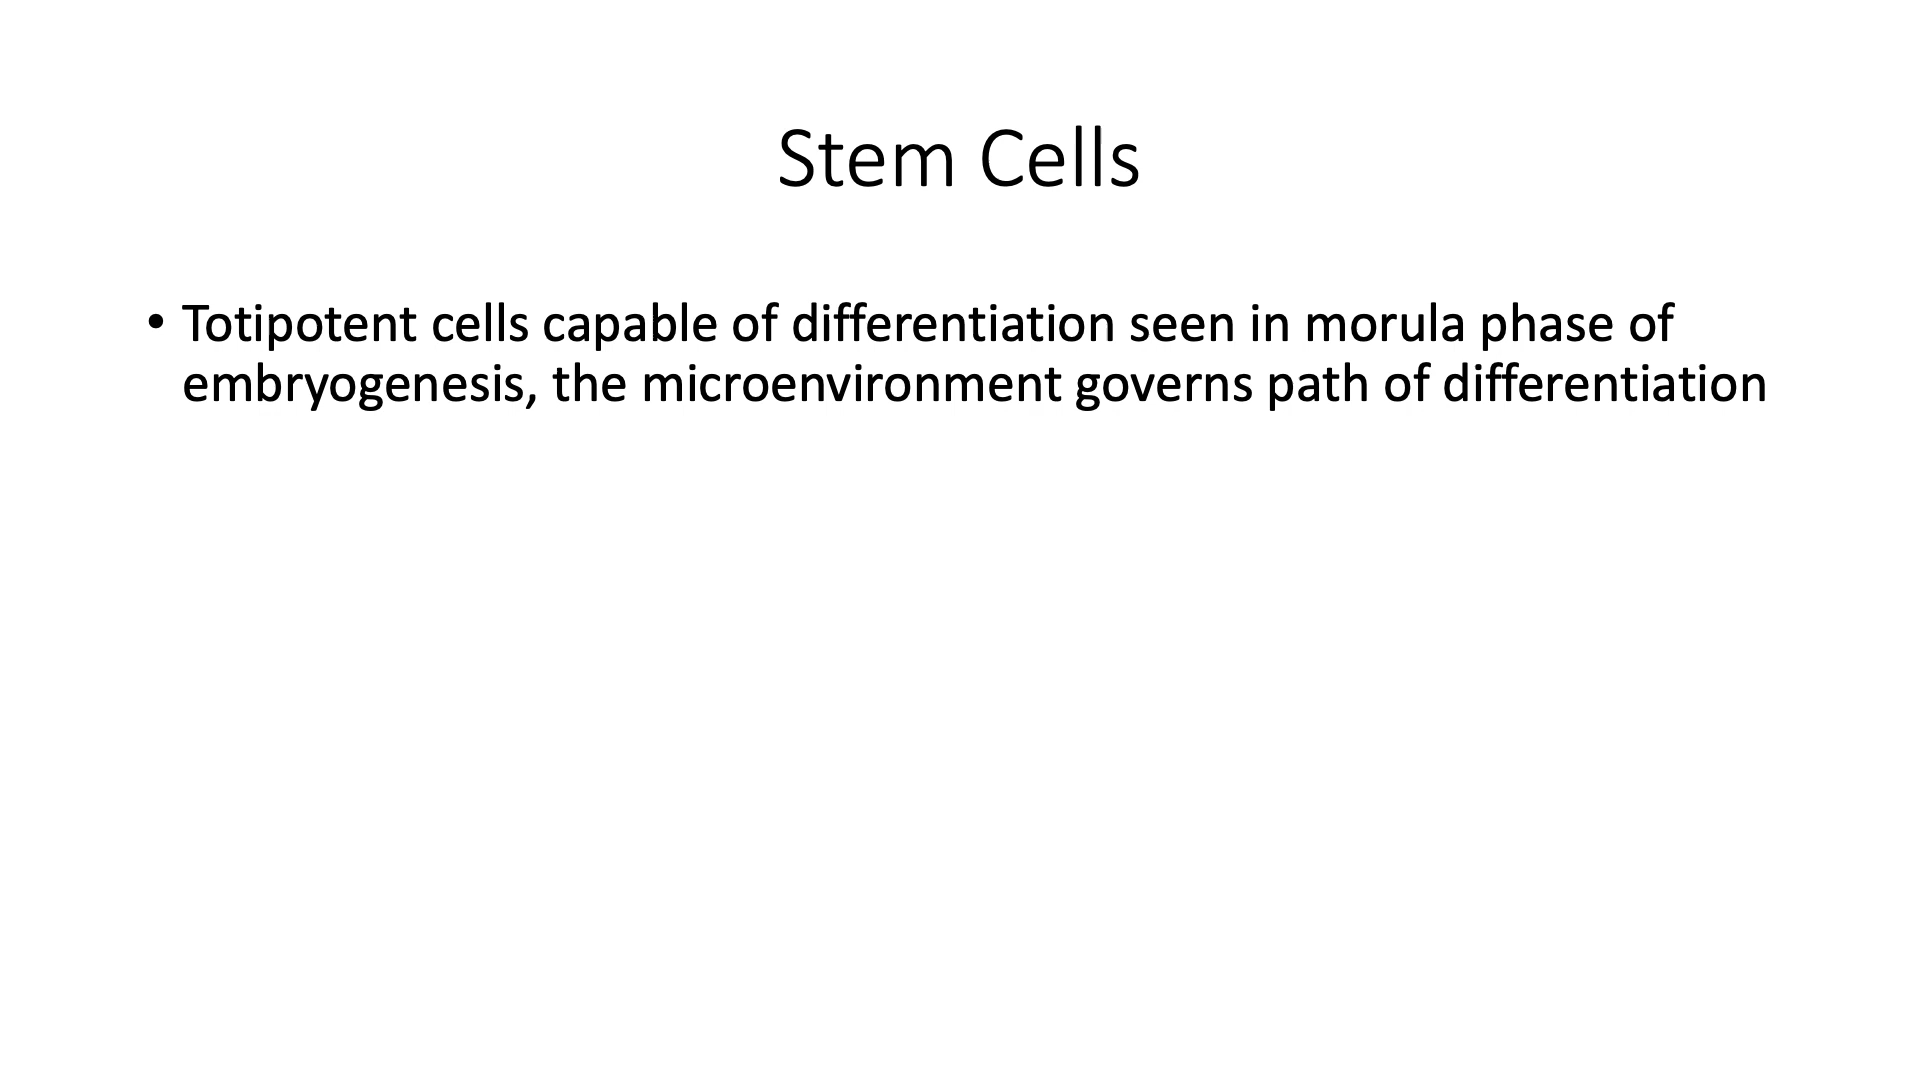 Stem Cells
• Totipotent cells capable of differentiation seen in morula phase of
embryogenesis, the microenvironment governs path of differentiation